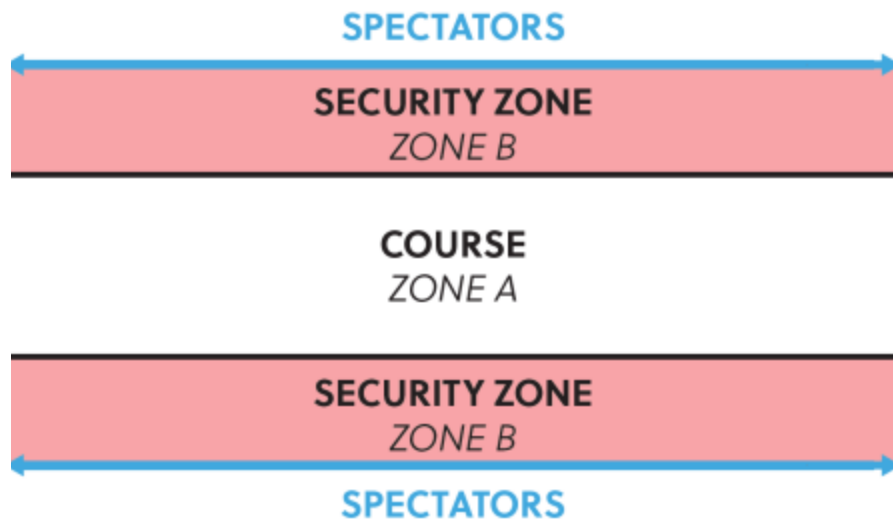 SPECTATORS
SECURITY ZONE
ZONE B
COURSE
ZONE A
SECURITY ZONE
ZONE B
SPECTATORS